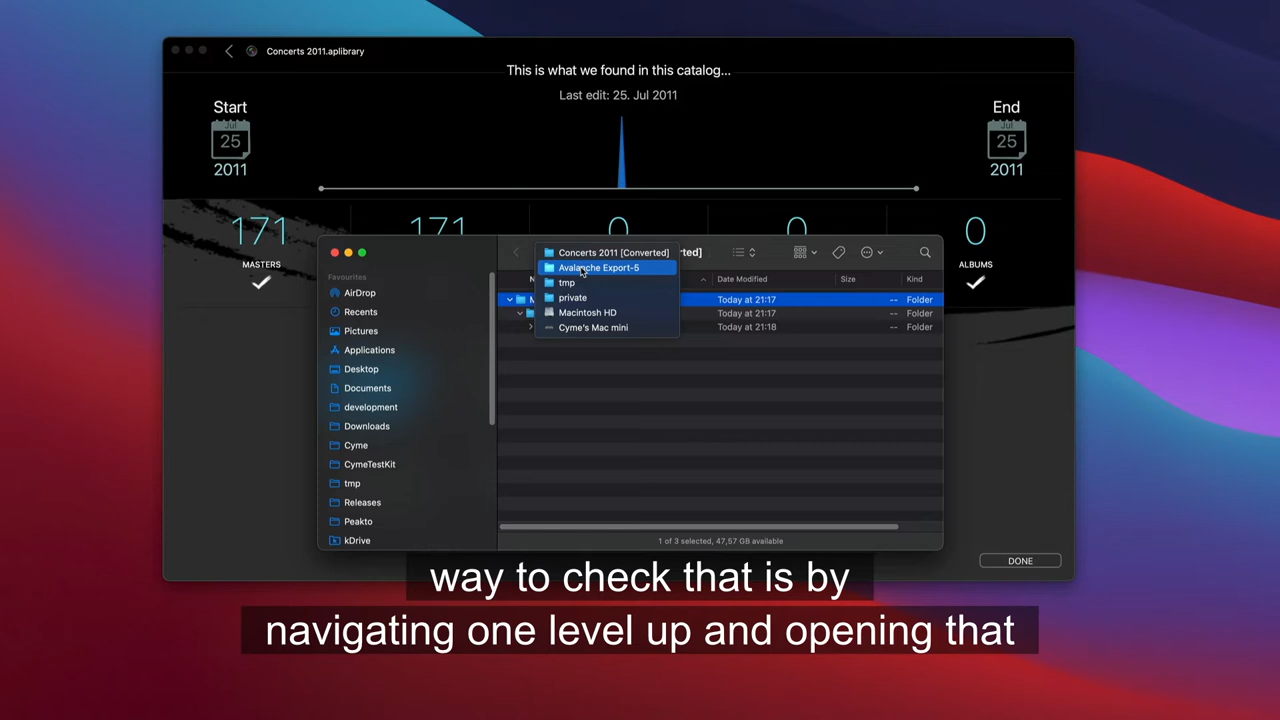 Concerts 2011.aplibrary
This is what we found in this catalog...
Last edit: 25. Jul 2011
Start
Jul
25
2011
End
Jul
25
2011
171
171
0
0
0
MASTERS
ALBUMS
Concerts 2011 [Converted]
Avalanche Export-5
tmp
private
Macintosh HD
Cyme's Mac mini
Date Modified
Size
Kind
Today at 21:17
--
Folder
Today at 21:17
--
Folder
Today at 21:18
--
Folder
Favourites
AirDrop
Recents
Pictures
Applications
Desktop
Documents
development
Downloads
Cyme
CymeTestKit
tmp
Releases
Peakto
kDrive
1 of 3 selected, 47,57 GB available
DONE
way to check that is by
navigating one level up and opening that